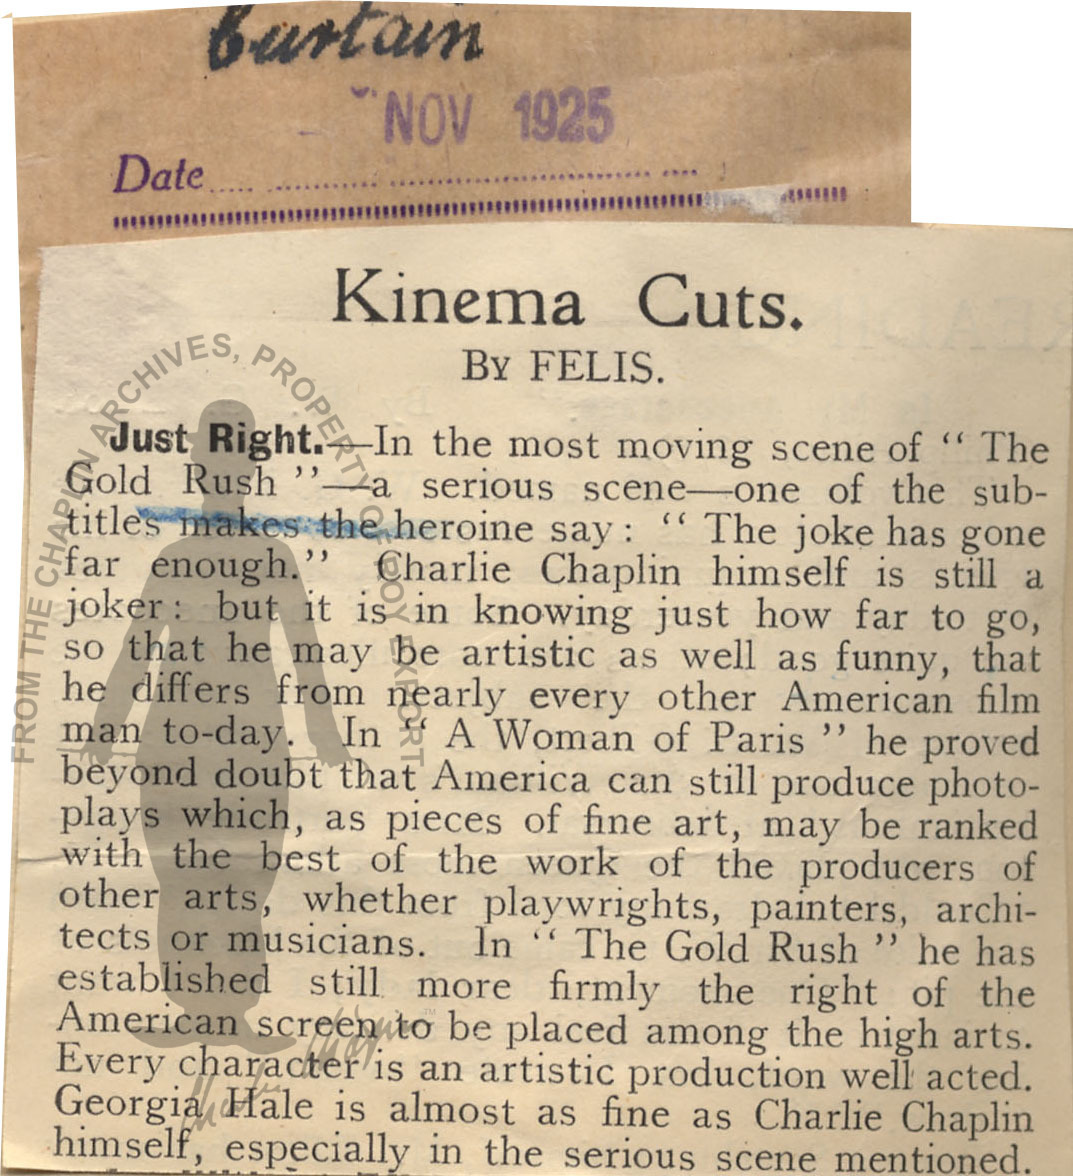 Curtain
NOV 1925
Date
Kinema Cuts.
By FELIS.
Just Right.—In the most moving scene of “ The
Gold Rush ”—a serious scene—one of the sub-
titles makes the heroine say : “ The joke has gone
far enough.” Charlie Chaplin himself is still a
joker : but it is in knowing just how far to go,
so that he may be artistic as well as funny, that
he differs from nearly every other American film
man to-day. In “ A Woman of Paris ” he proved
beyond doubt that America can still produce photo-
plays which, as pieces of fine art, may be ranked
with the best of the work of the producers of
other arts, whether playwrights, painters, archi-
tects or musicians. In “ The Gold Rush ” he has
established still more firmly the right of the
American screen to be placed among the high arts.
Every character is an artistic production well acted.
Georgia Hale is almost as fine as Charlie Chaplin
himself, especially in the serious scene mentioned.
FROM THE CHAPLIN ARCHIVES, PROPERTY OF ROY EXPORT
Charlie Chaplin